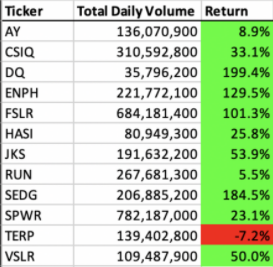 Ticker Total Daily Volume Return
AY 136,070,900 8.9%
CSIQ 310,592,800 33.1%
DQ 35,796,200 199.4%
ENPH 221,772,100 129.5%
FSLR 684,181,400 101.3%
HASI 80,949,300 25.8%
JKS 191,632,200 53.9%
RUN 267,681,300 5.5%
SEDG 206,885,200 184.5%
SPWR 782,187,000 23.1%
TERP 139,402,800 -7.2%
VSLR 109,487,900 50.0%